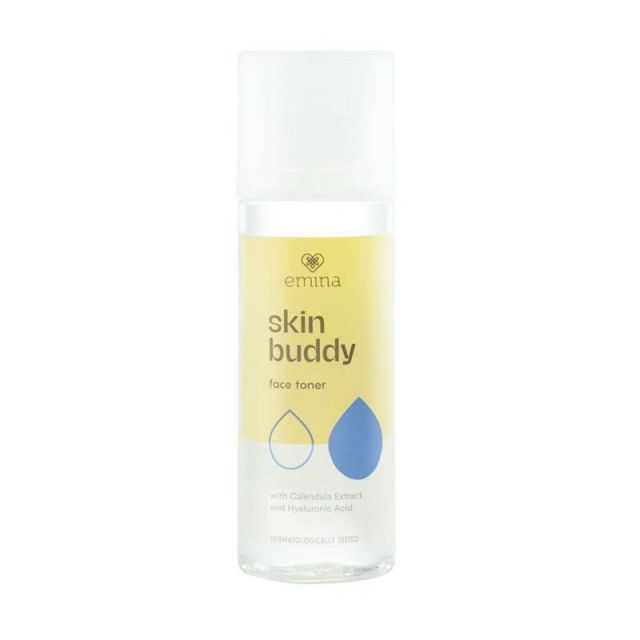 emina
skin
buddy
face toner
with Calendula Extract
and Hyaluronic Acid
DERMATOLOGICALLY TESTED